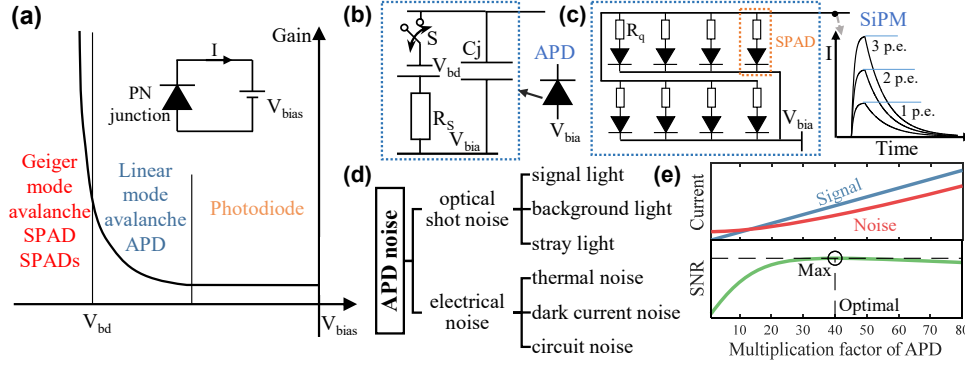 (a)
Gain
I
PN
junction
V_bias
Geiger
mode
avalanche
SPAD
SPADs
Linear
mode
avalanche
APD
Photodiode
V_bd
V_bias
(b)
S
Cj
V_bd
R_S
V_bia
APD
V_bia
(c)
R_q
SPAD
V_bia
SiPM
I
3 p.e.
2 p.e.
1 p.e.
Time
(d)
APD noise
optical
shot noise
signal light
background light
stray light
electrical
noise
thermal noise
dark current noise
circuit noise
(e)
Current
Signal
Noise
SNR
Max
Optimal
10 20 30 40 50 60 70 80
Multiplication factor of APD